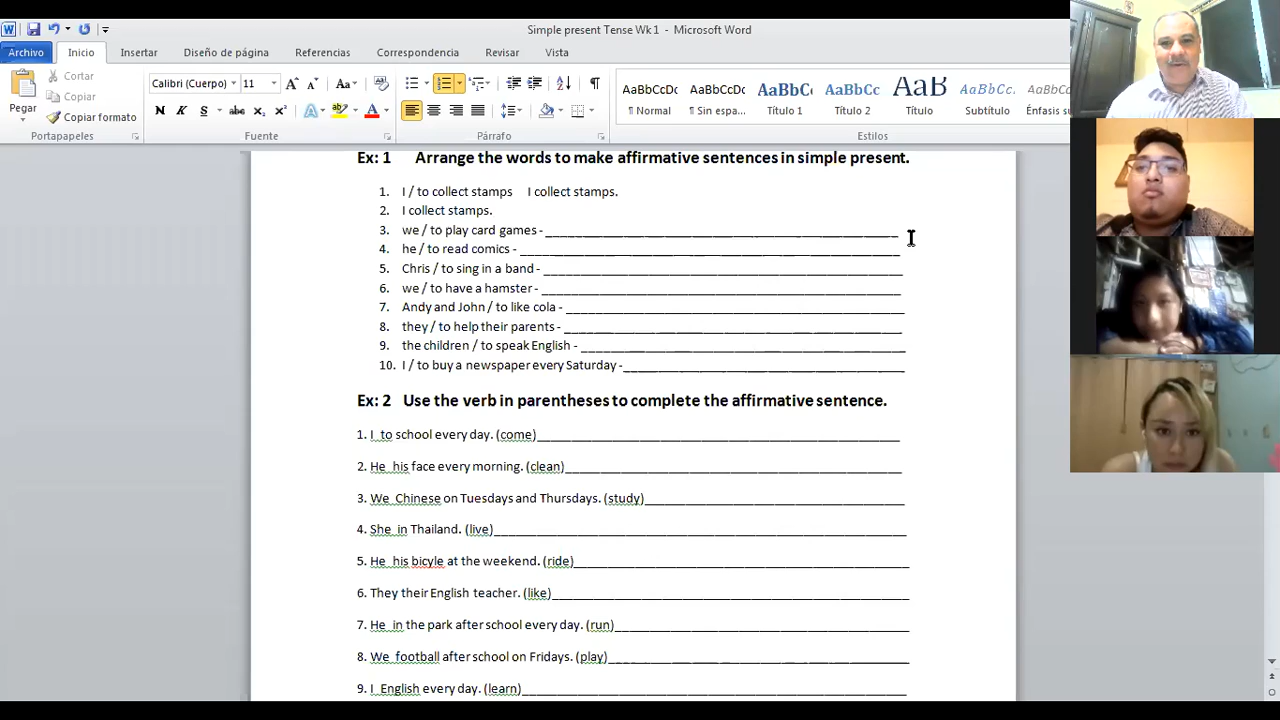 Simple present Tense Wk 1 - Microsoft Word
Archivo Inicio Insertar Diseño de página Referencias Correspondencia Revisar Vista
Pegar
Cortar
Copiar
Copiar formato
Calibri (Cuerpo) 11
AaBbCcDc AaBbCcDc AaBbC AaBbCc AaB AaBbCc. AaBbC
¶ Normal ¶ Sin espa... Título 1 ¶ Título 2 ¶ Título Subtítulo Énfasis su
Portapapeles Fuente Párrafo Estilos
Ex: 1 Arrange the words to make affirmative sentences in simple present.
1. I / to collect stamps I collect stamps.
2. I collect stamps.
3. we / to play card games - ____________________
4. he / to read comics - ____________________
5. Chris / to sing in a band - ____________________
6. we / to have a hamster - ____________________
7. Andy and John / to like cola - ____________________
8. they / to help their parents - ____________________
9. the children / to speak English - ____________________
10. I / to buy a newspaper every Saturday -____________________
Ex: 2 Use the verb in parentheses to complete the affirmative sentence.
1. I to school every day. (come)____________________
2. He his face every morning. (clean)____________________
3. We Chinese on Tuesdays and Thursdays. (study)____________________
4. She in Thailand. (live)____________________
5. He his bicyle at the weekend. (ride)____________________
6. They their English teacher. (like)____________________
7. He in the park after school every day. (run)____________________
8. We football after school on Fridays. (play)____________________
9. I English every day. (learn)____________________